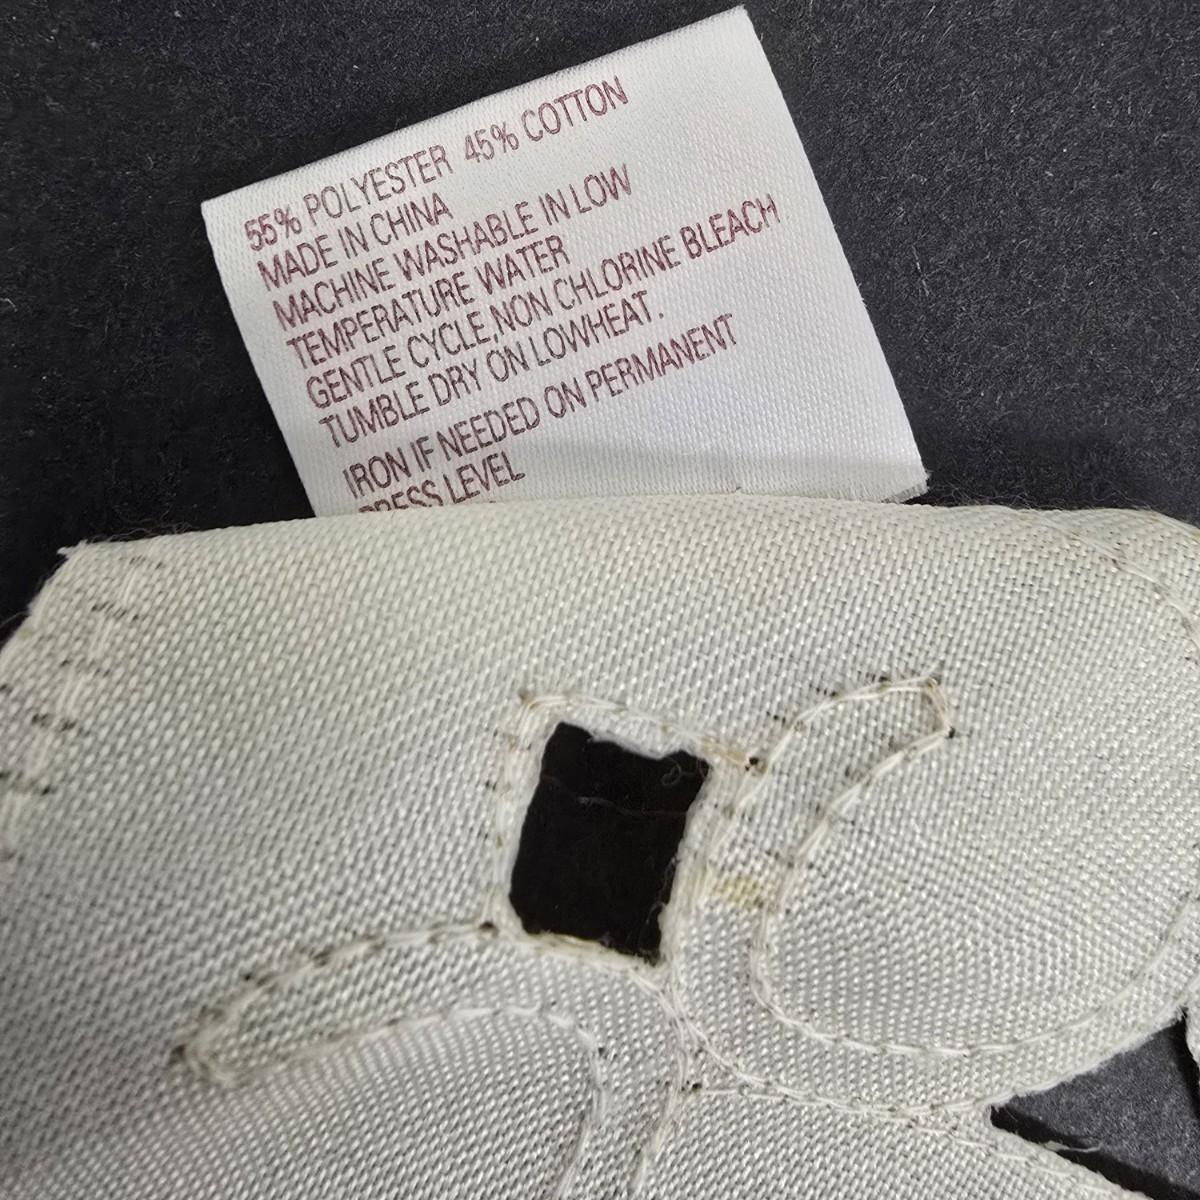 55% POLYESTER 45% COTTON
MADE IN CHINA
MACHINE WASHABLE IN LOW
TEMPERATURE WATER
GENTLE CYCLE,NON CHLORINE BLEACH
TUMBLE DRY ON LOWHEAT.
IRON IF NEEDED ON PERMANENT
PRESS LEVEL